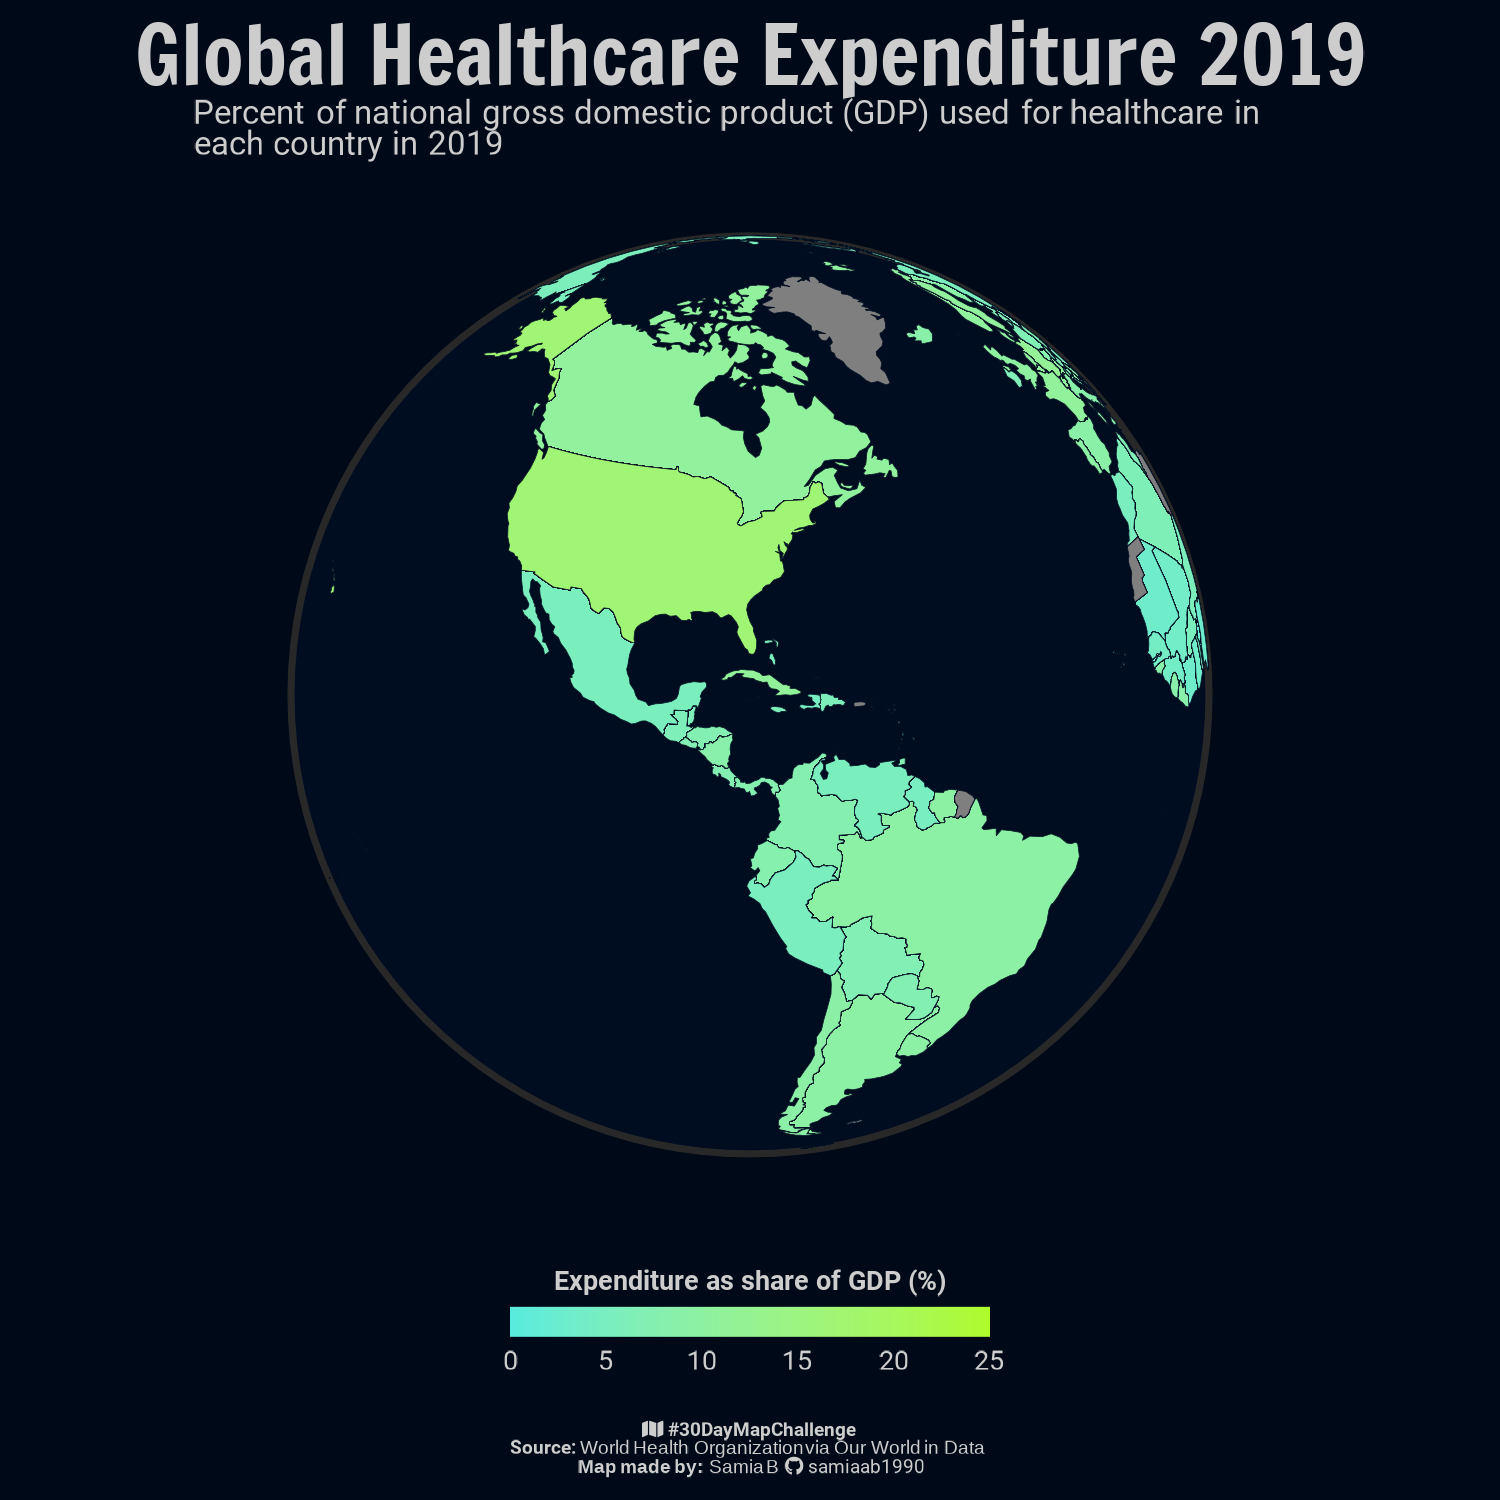 Global Healthcare Expenditure 2019
Percent of national gross domestic product (GDP) used for healthcare in
each country in 2019
Expenditure as share of GDP (%)
0 5 10 15 20 25
#30DayMapChallenge
Source: World Health Organization via Our World in Data
Map made by: Samia B samiaab1990